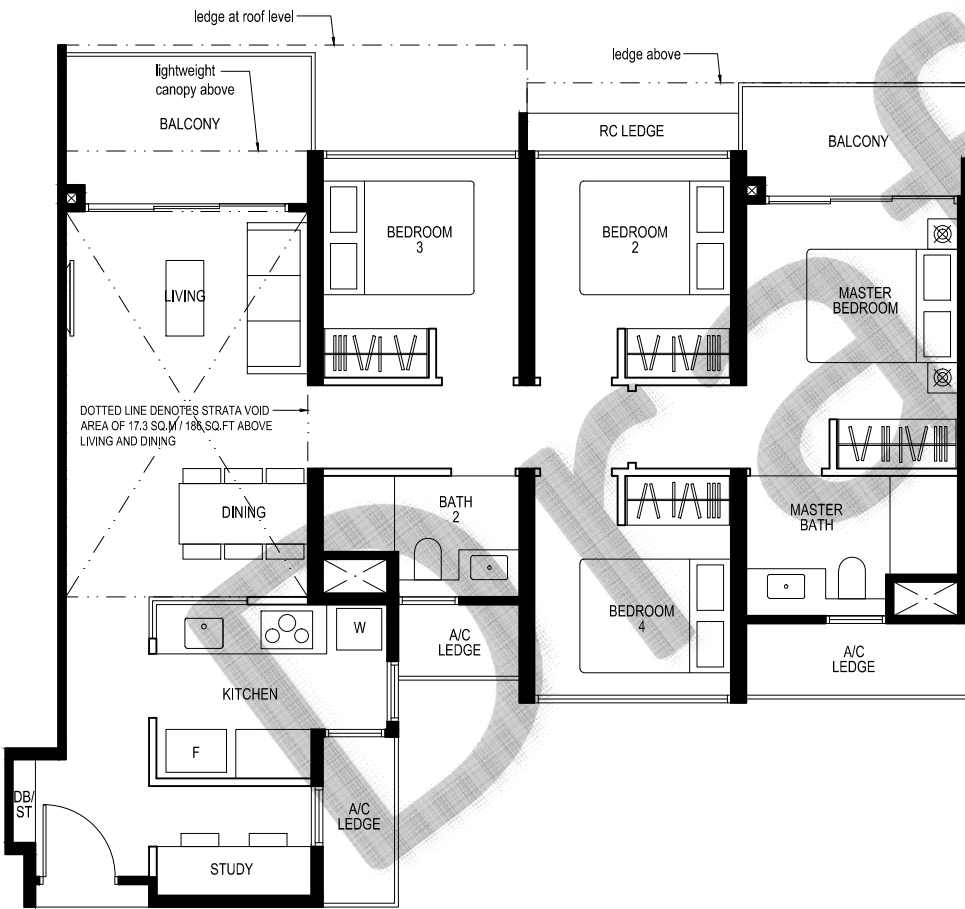 ledge at roof level
lightweight
canopy above
BALCONY
ledge above
RC LEDGE
BALCONY
BEDROOM
3
BEDROOM
2
LIVING
MASTER
BEDROOM
DOTTED LINE DENOTES STRATA VOID
AREA OF 17.3 SQ.M / 186 SQ.FT ABOVE
LIVING AND DINING
DINING
BATH
2
MASTER
BATH
W
A/C
LEDGE
BEDROOM
4
A/C
LEDGE
KITCHEN
F
DB/
ST
A/C
LEDGE
STUDY
Draf